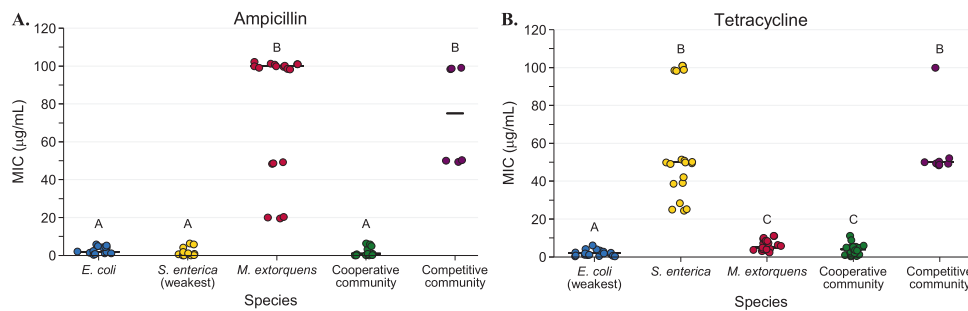 A.
Ampicillin
120
100
80
60
40
20
0
MIC (µg/mL)
A
A
B
A
B
E. coli
S. enterica
(weakest)
M. extorquens
Cooperative
community
Competitive
community
Species
B.
Tetracycline
120
100
80
60
40
20
0
MIC (µg/mL)
A
B
C
C
B
E. coli
(weakest)
S. enterica
M. extorquens
Cooperative
community
Competitive
community
Species